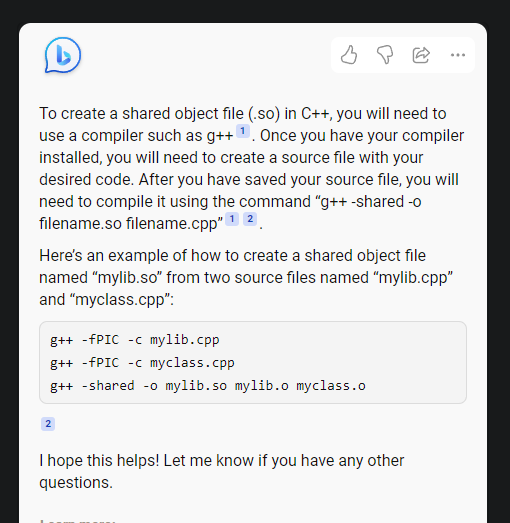 To create a shared object file (.so) in C++, you will need to
use a compiler such as g++ 1 . Once you have your compiler
installed, you will need to create a source file with your
desired code. After you have saved your source file, you will
need to compile it using the command “g++ -shared -o
filename.so filename.cpp” 1 2 .
Here’s an example of how to create a shared object file
named “mylib.so” from two source files named “mylib.cpp”
and “myclass.cpp”:
g++ -fPIC -c mylib.cpp
g++ -fPIC -c myclass.cpp
g++ -shared -o mylib.so mylib.o myclass.o
2
I hope this helps! Let me know if you have any other
questions.